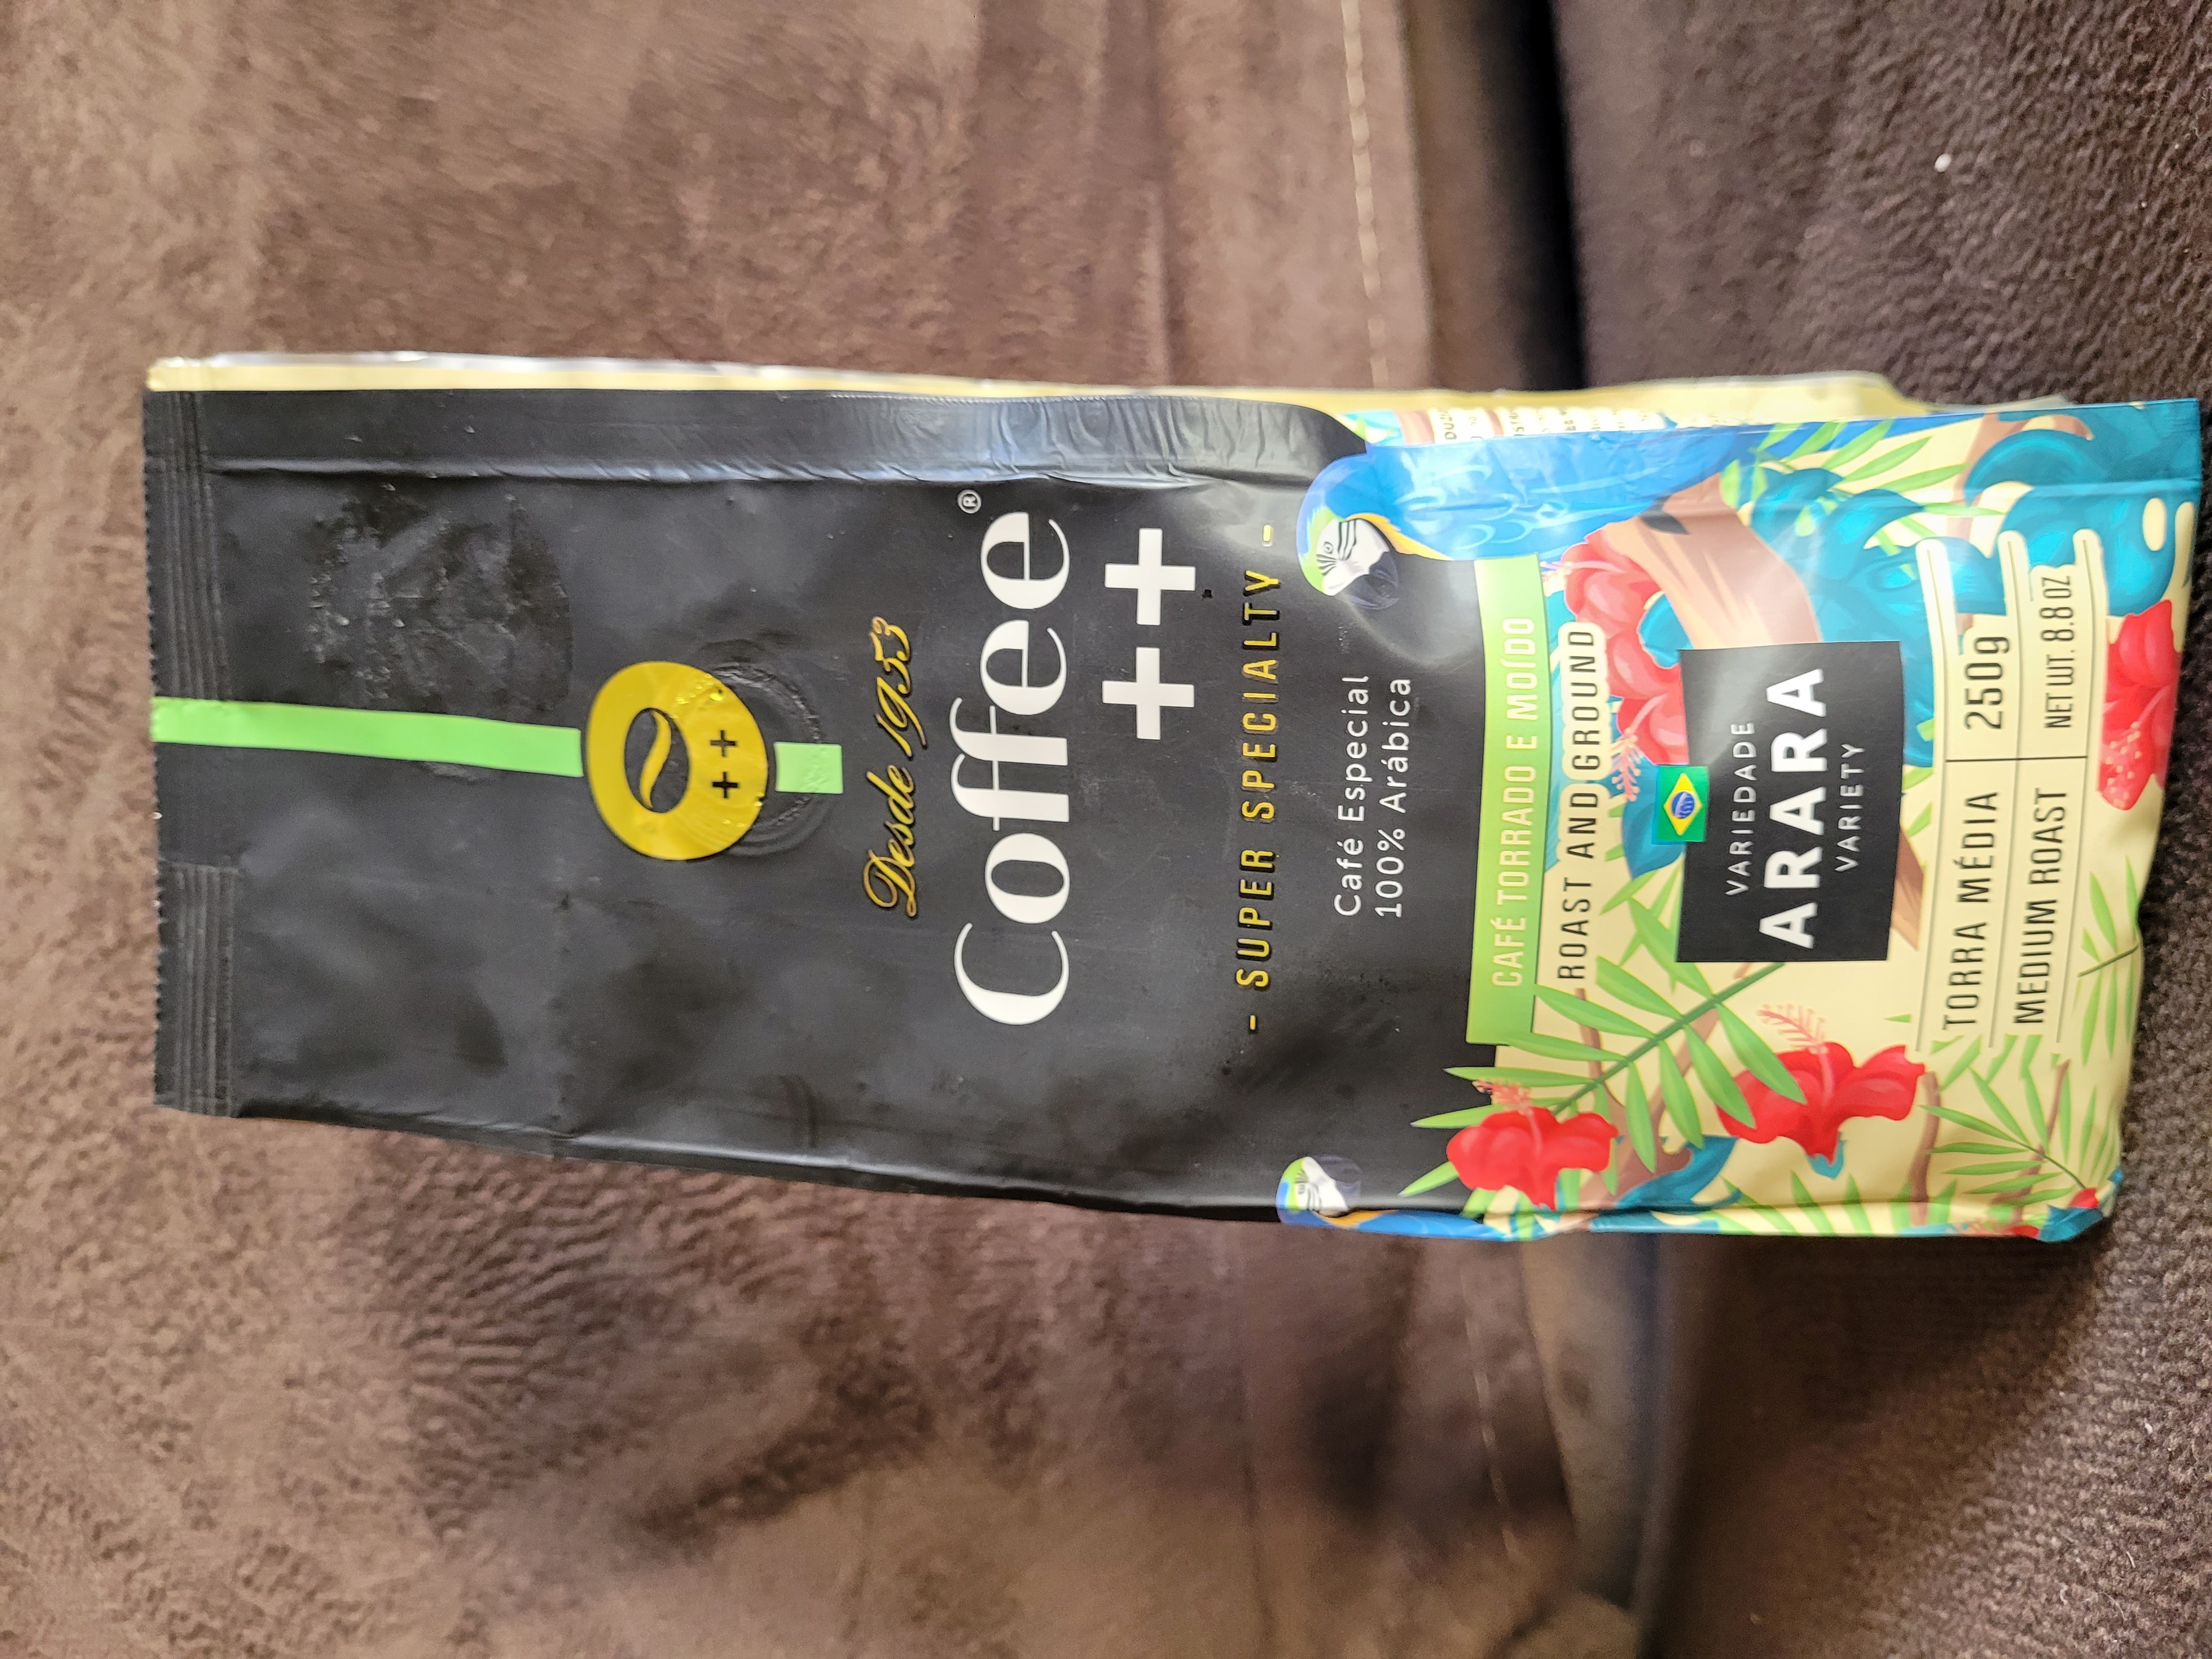 ++
Desde 1953
Coffee®
++
- SUPER SPECIALTY -
Café Especial
100% Arábica
CAFÉ TORRADO E MOÍDO
ROAST AND GROUND
VARIEDADE
ARARA
VARIETY
TORRA MÉDIA 250g
MEDIUM ROAST NET WT. 8.8 OZ